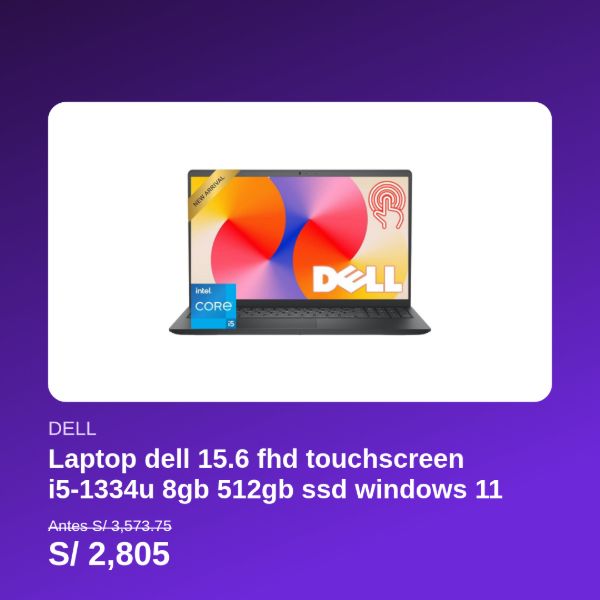 NEW ARRIVAL
DELL
intel
CORE
i5
DELL
Laptop dell 15.6 fhd touchscreen
i5-1334u 8gb 512gb ssd windows 11
Antes S/ 3,573.75
S/ 2,805